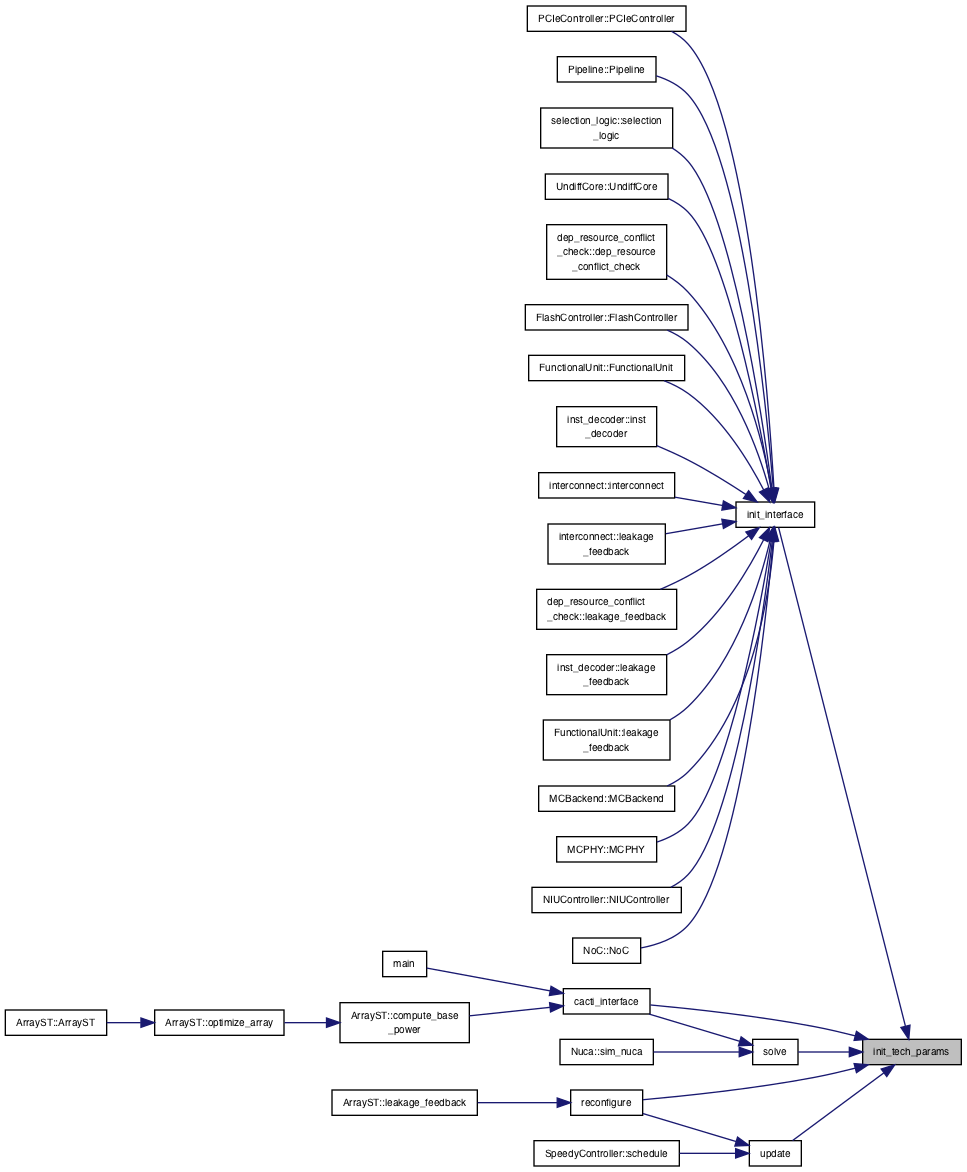 PCIeController::PCIeController
Pipeline::Pipeline
selection_logic::selection
_logic
UndiffCore::UndiffCore
dep_resource_conflict
_check::dep_resource
_conflict_check
FlashController::FlashController
FunctionalUnit::FunctionalUnit
inst_decoder::inst
_decoder
interconnect::interconnect
init_interface
interconnect::leakage
_feedback
dep_resource_conflict
_check::leakage_feedback
inst_decoder::leakage
_feedback
FunctionalUnit::leakage
_feedback
MCBackend::MCBackend
MCPHY::MCPHY
NIUController::NIUController
NoC::NoC
main
cacti_interface
ArrayST::ArrayST
ArrayST::optimize_array
ArrayST::compute_base
_power
Nuca::sim_nuca
solve
init_tech_params
ArrayST::leakage_feedback
reconfigure
SpeedyController::schedule
update